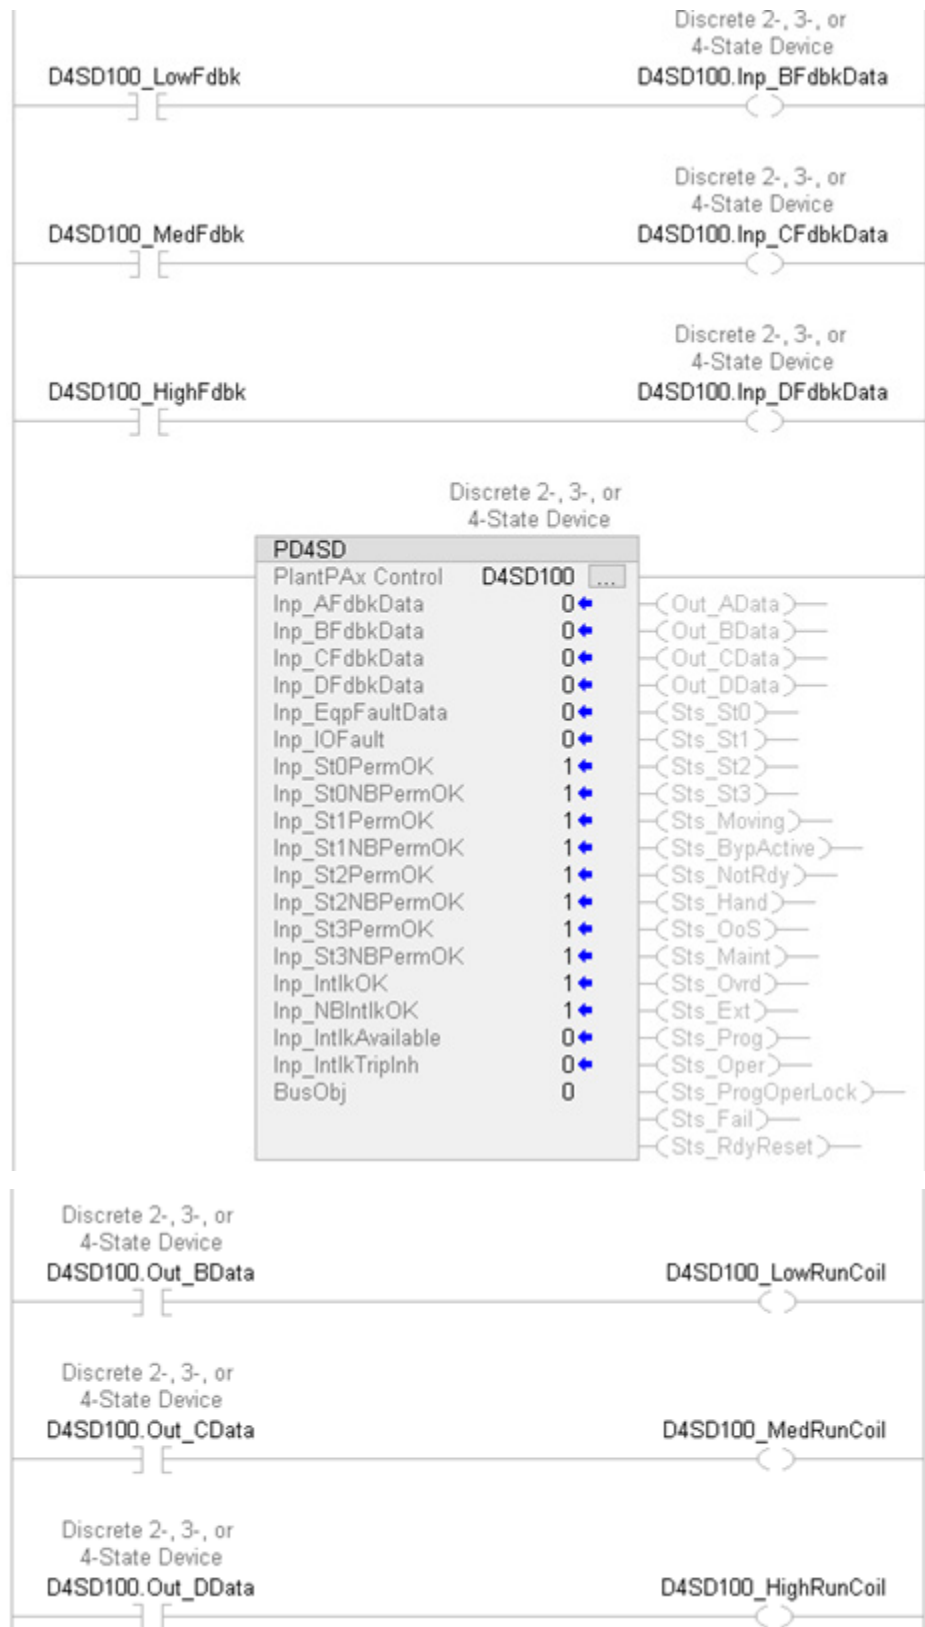 Discrete 2-, 3-, or
4-State Device
D4SD100_LowFdbk D4SD100.Inp_BFdbkData
Discrete 2-, 3-, or
4-State Device
D4SD100_MedFdbk D4SD100.Inp_CFdbkData
Discrete 2-, 3-, or
4-State Device
D4SD100_HighFdbk D4SD100.Inp_DFdbkData
Discrete 2-, 3-, or
4-State Device
PD4SD
PlantPAx Control D4SD100 ...
Inp_AFdbkData 0 Out_AData
Inp_BFdbkData 0 Out_BData
Inp_CFdbkData 0 Out_CData
Inp_DFdbkData 0 Out_DData
Inp_EqpFaultData 0 Sts_St0
Inp_IOFault 0 Sts_St1
Inp_St0PermOK 1 Sts_St2
Inp_St0NBPermOK 1 Sts_St3
Inp_St1PermOK 1 Sts_Moving
Inp_St1NBPermOK 1 Sts_BypActive
Inp_St2PermOK 1 Sts_NotRdy
Inp_St2NBPermOK 1 Sts_Hand
Inp_St3PermOK 1 Sts_OoS
Inp_St3NBPermOK 1 Sts_Maint
Inp_IntlkOK 1 Sts_Ovrd
Inp_NBIntlkOK 1 Sts_Ext
Inp_IntlkAvailable 0 Sts_Prog
Inp_IntlkTripInh 0 Sts_Oper
BusObj 0 Sts_ProgOperLock
Sts_Fail
Sts_RdyReset
Discrete 2-, 3-, or
4-State Device
D4SD100.Out_BData D4SD100_LowRunCoil
Discrete 2-, 3-, or
4-State Device
D4SD100.Out_CData D4SD100_MedRunCoil
Discrete 2-, 3-, or
4-State Device
D4SD100.Out_DData D4SD100_HighRunCoil